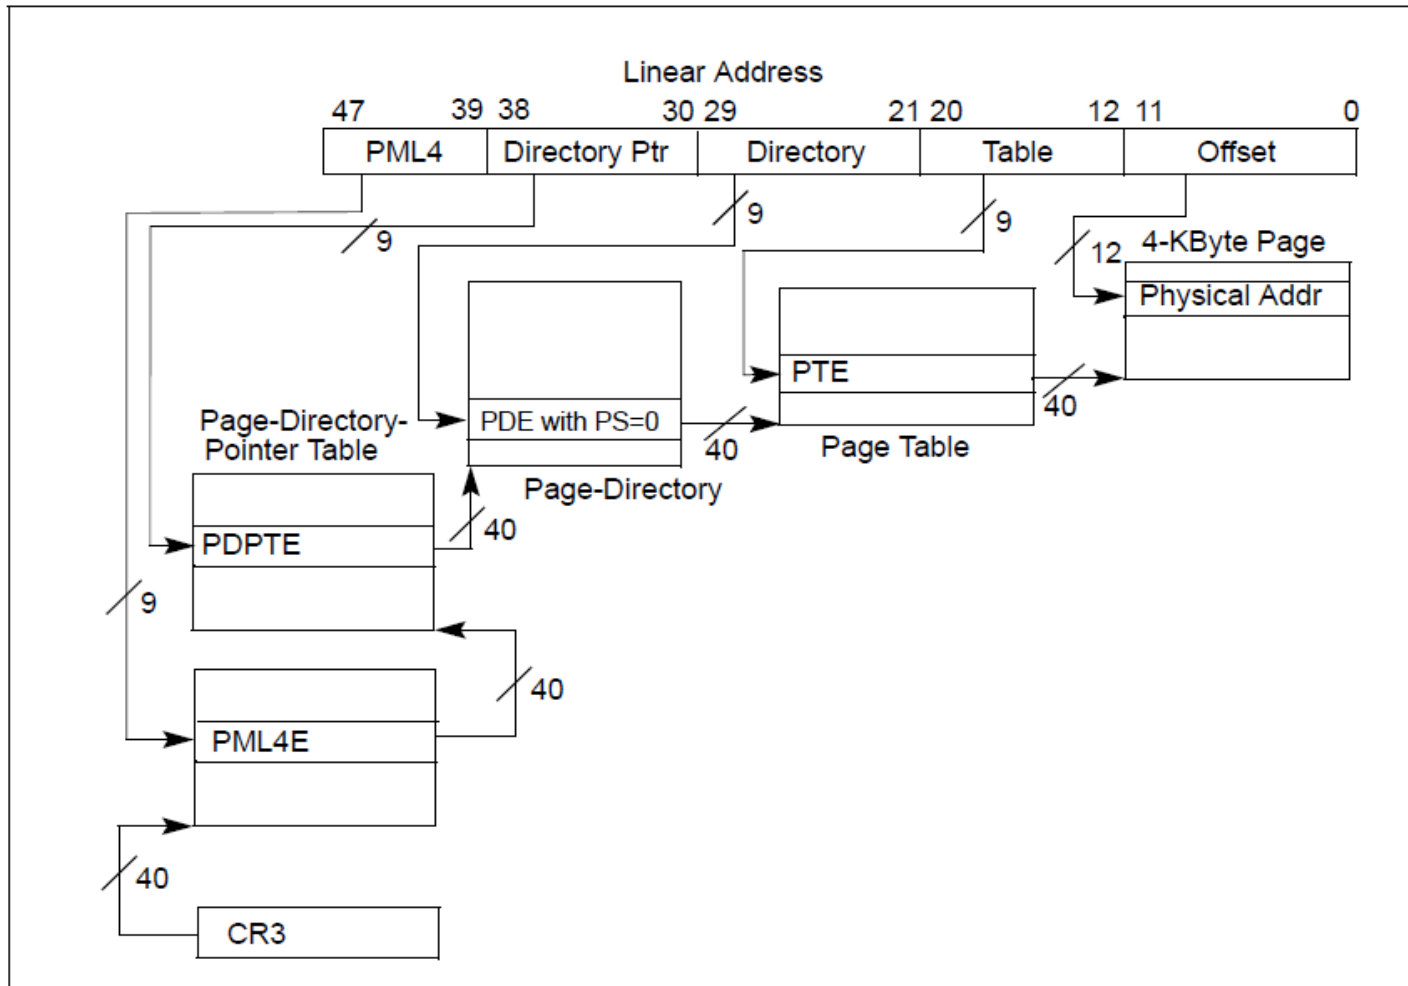 Linear Address
47 39 38 30 29 21 20 12 11 0
PML4 Directory Ptr Directory Table Offset
9 9 9 12
4-KByte Page
Physical Addr
PTE
40
PDE with PS=0
40
Page Table
Page-Directory
Page-Directory-
Pointer Table
40
PDPTE
9
40
PML4E
40
CR3